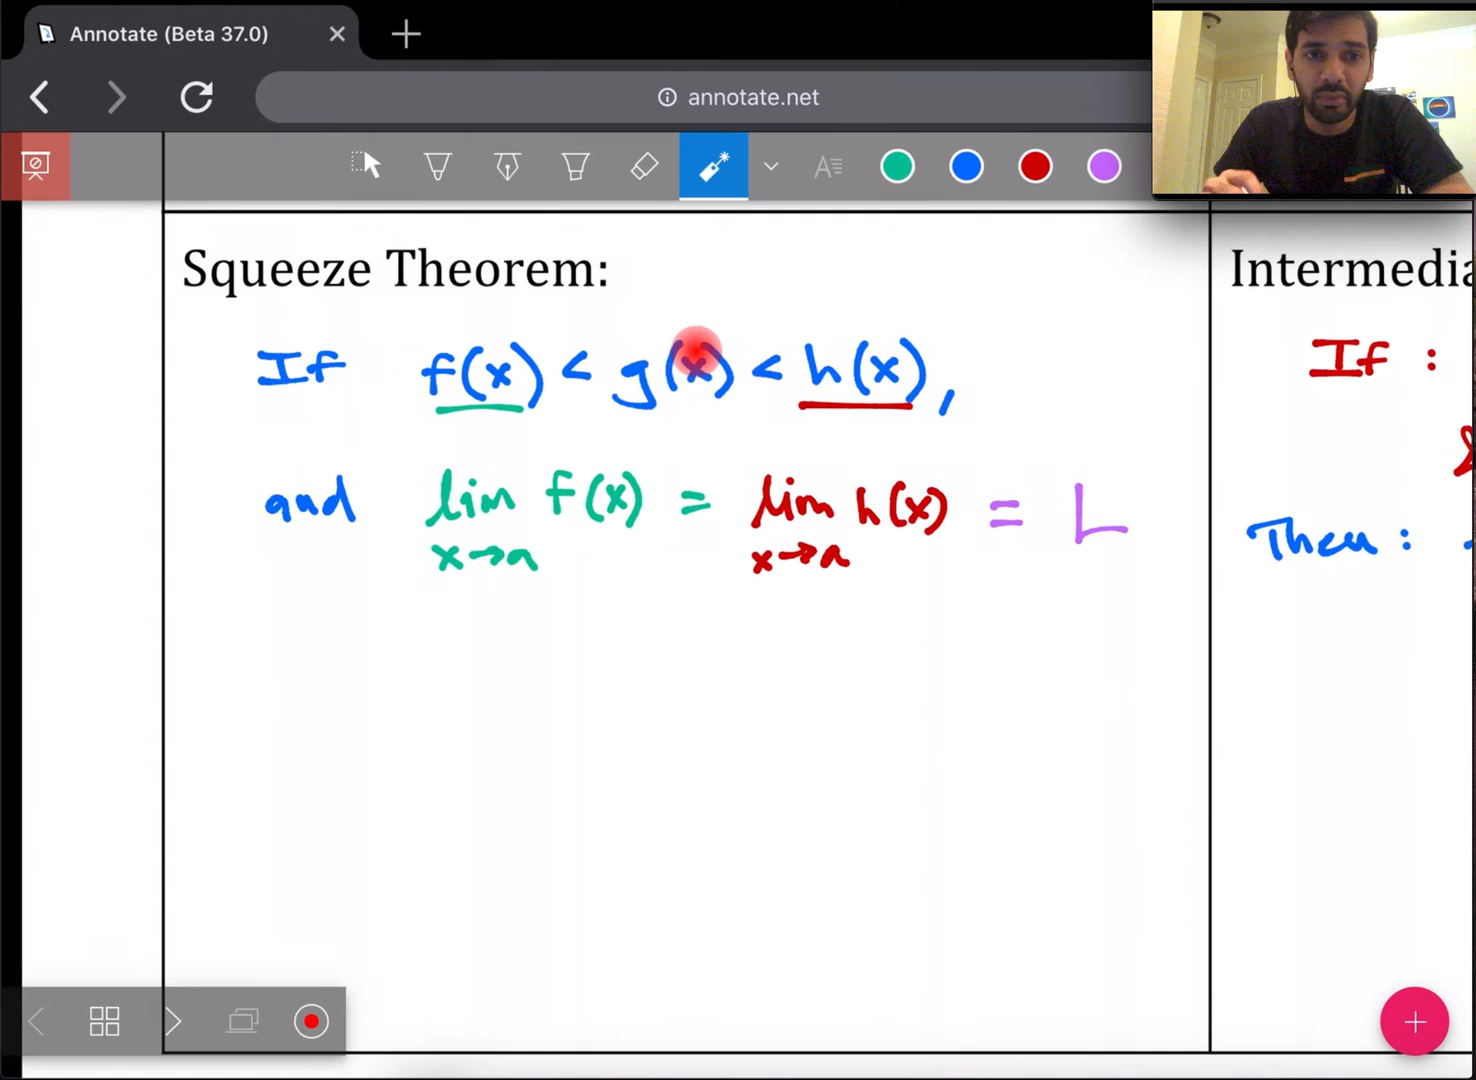 Annotate (Beta 37.0)
annotate.net
Squeeze Theorem:
If f(x) < g(x) < h(x),
and lim x→a f(x) = lim x→a h(x) = L
Intermedia
If :
Then :